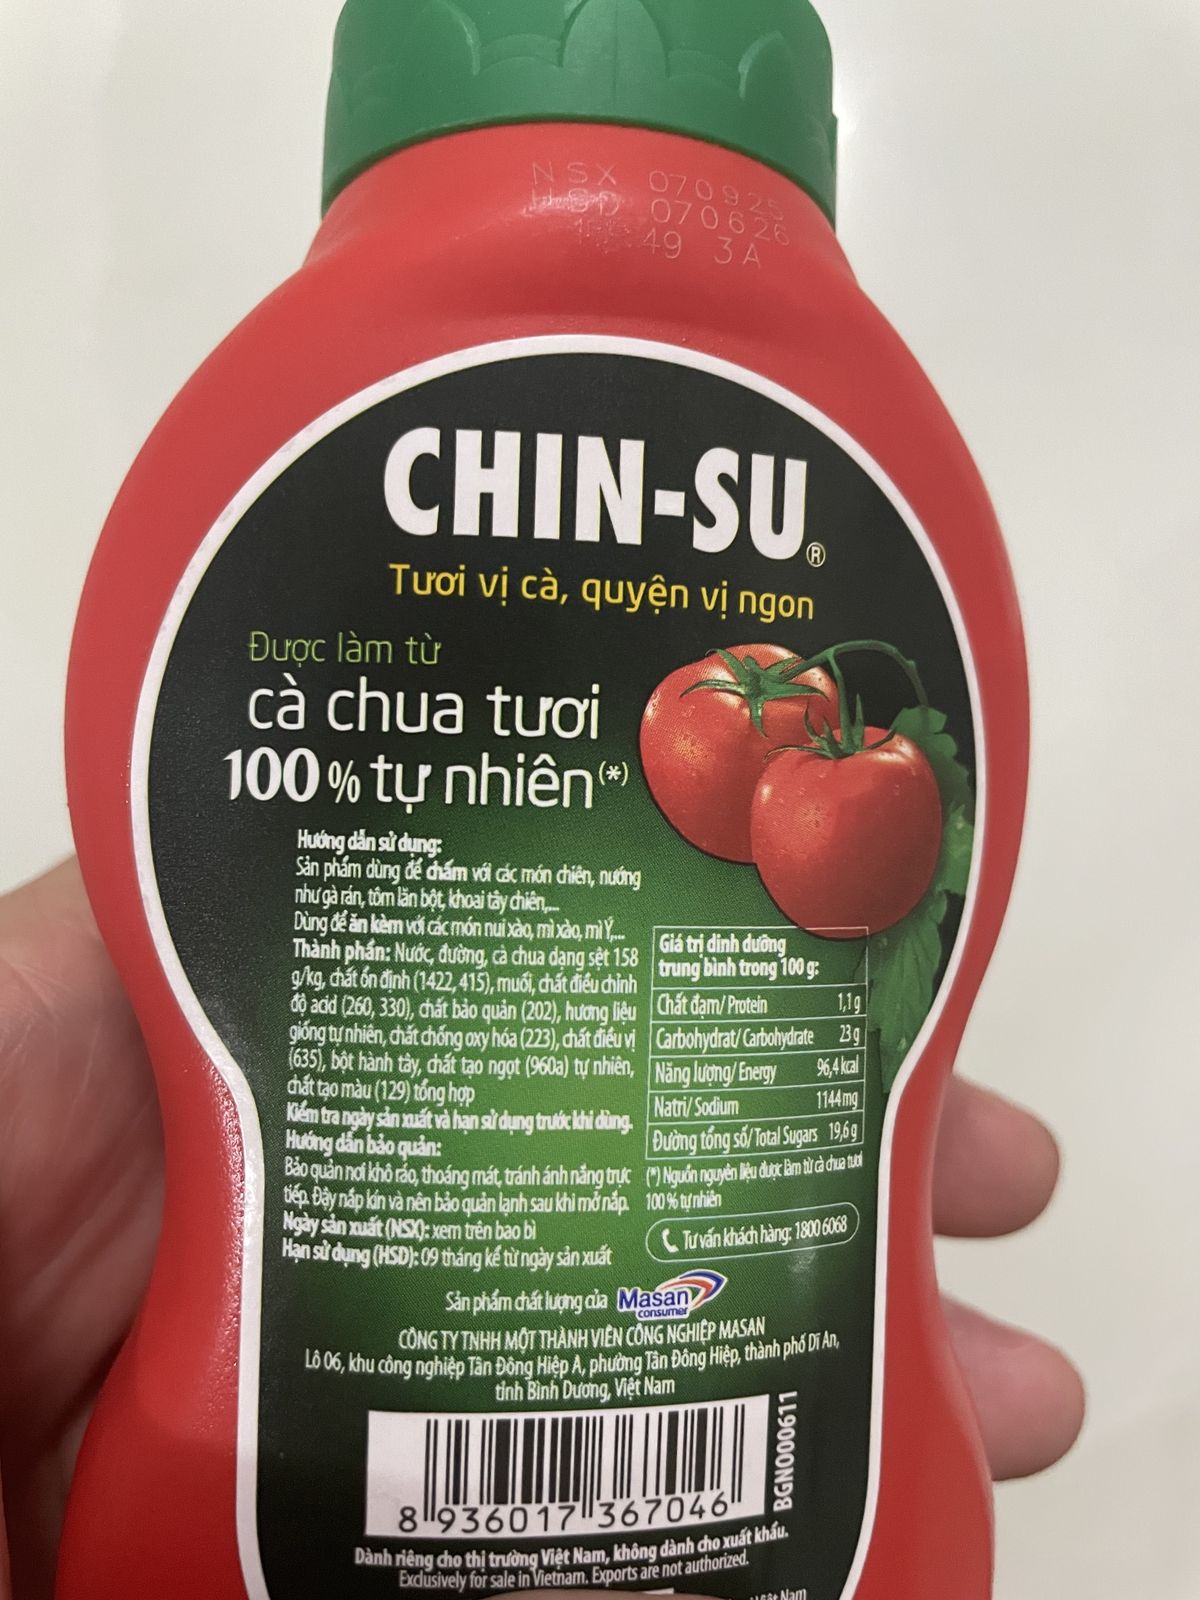 NSX 070925
HSD 070626
49 3A
CHIN-SU®
Tươi vị cà, quyện vị ngon
Được làm từ
cà chua tươi
100% tự nhiên(*)
Hướng dẫn sử dụng:
Sản phẩm dùng để chấm với các món chiên, nướng
như gà rán, tôm lăn bột, khoai tây chiên,...
Dùng để ăn kèm với các món nui xào, mì xào, mì Ý,...
Thành phần: Nước, đường, cà chua dạng sệt 158
g/kg, chất ổn định (1422, 415), muối, chất điều chỉnh
độ acid (260, 330), chất bảo quản (202), hương liệu
giống tự nhiên, chất chống oxy hóa (223), chất điều vị
(635), bột hành tây, chất tạo ngọt (960a) tự nhiên,
chất tạo màu (129) tổng hợp
Kiểm tra ngày sản xuất và hạn sử dụng trước khi dùng.
Hướng dẫn bảo quản:
Bảo quản nơi khô ráo, thoáng mát, tránh ánh nắng trực
tiếp. Đậy nắp kín và nên bảo quản lạnh sau khi mở nắp.
Ngày sản xuất (NSX): xem trên bao bì
Hạn sử dụng (HSD): 09 tháng kể từ ngày sản xuất
Giá trị dinh dưỡng
trung bình trong 100 g:
Chất đạm/ Protein 1,1 g
Carbohydrat/ Carbohydrate 23 g
Năng lượng/ Energy 96,4 kcal
Natri/ Sodium 1144 mg
Đường tổng số/ Total Sugars 19,6 g
(*) Nguồn nguyên liệu được làm từ cà chua tươi
100 % tự nhiên
Tư vấn khách hàng: 1800 6068
Sản phẩm chất lượng của Masan consumer
CÔNG TY TNHH MỘT THÀNH VIÊN CÔNG NGHIỆP MASAN
Lô 06, khu công nghiệp Tân Đông Hiệp A, phường Tân Đông Hiệp, thành phố Dĩ An,
tỉnh Bình Dương, Việt Nam
8 936017 367046
BGN000611
Dành riêng cho thị trường Việt Nam, không dành cho xuất khẩu.
Exclusively for sale in Vietnam. Exports are not authorized.
Việt Nam